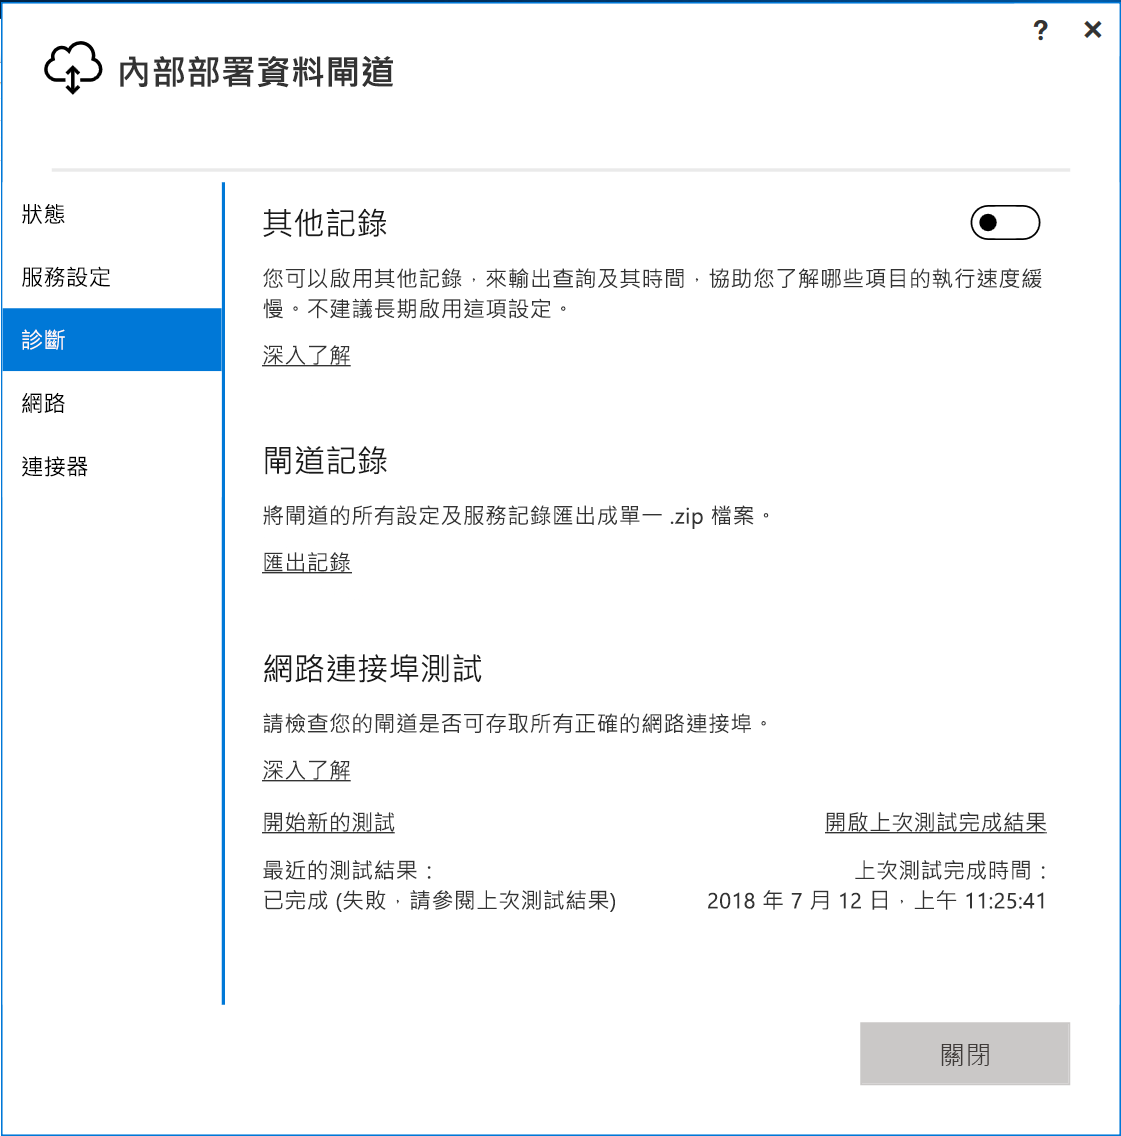 ?
內部部署資料閘道
狀態
服務設定
診斷
網路
連接器
其他記錄
您可以啟用其他記錄，來輸出查詢及其時間，協助您了解哪些項目的執行速度緩
慢。不建議長期啟用這項設定。
深入了解
閘道記錄
將閘道的所有設定及服務記錄匯出成單一 .zip 檔案。
匯出記錄
網路連接埠測試
請檢查您的閘道是否可存取所有正確的網路連接埠。
深入了解
開始新的測試
開啟上次測試完成結果
最近的測試結果：
上次測試完成時間：
已完成 (失敗，請參閱上次測試結果)
2018 年 7 月 12 日，上午 11:25:41
關閉